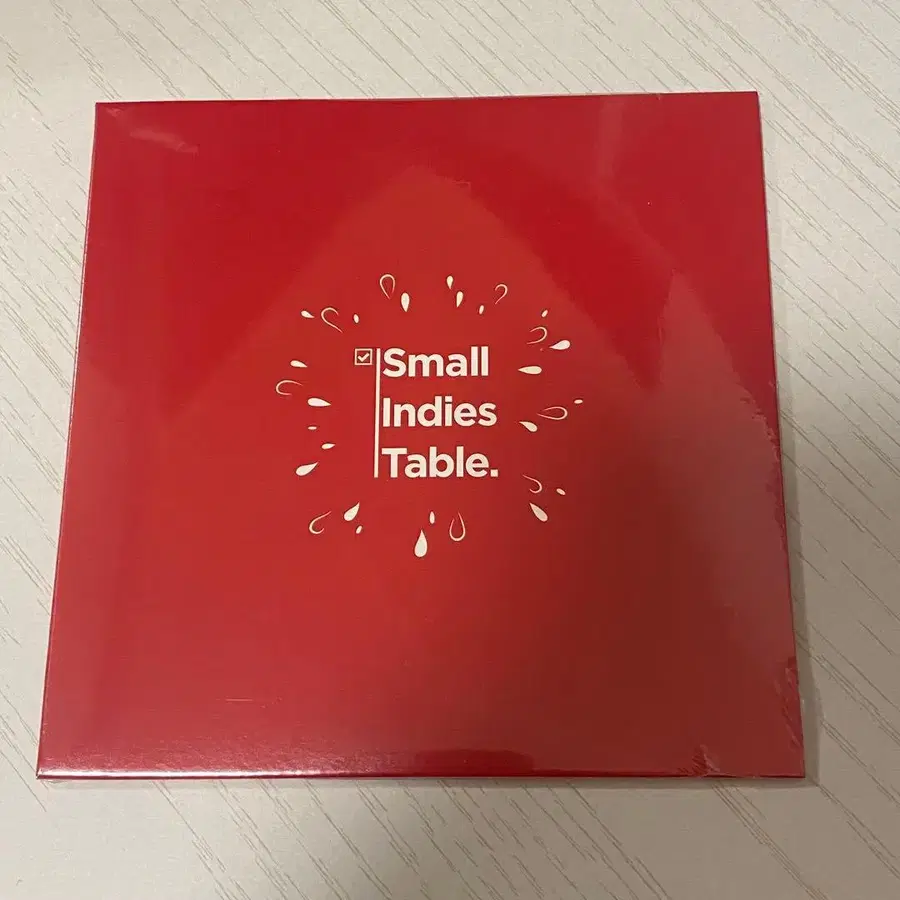 Small
Indies
Table.